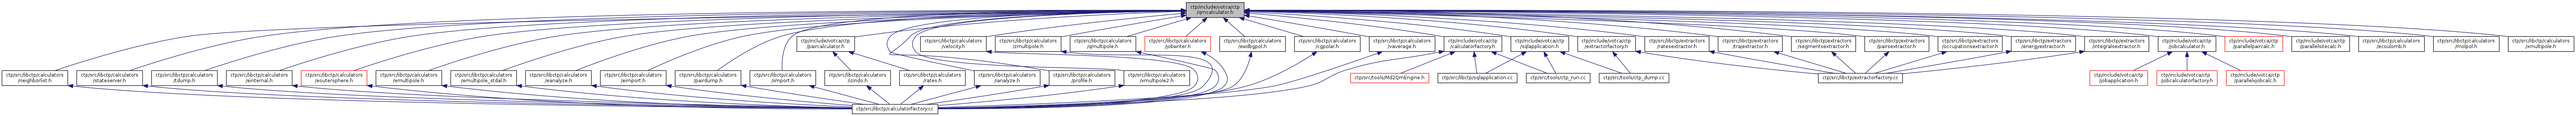 ctp/include/votca/ctp
/qmcalculator.h
ctp/include/votca/ctp
/paircalculator.h
ctp/src/libctp/calculators
/velocity.h
ctp/src/libctp/calculators
/zmultipole.h
ctp/src/libctp/calculators
/qmultipole.h
ctp/src/libctp/calculators
/jobwriter.h
ctp/src/libctp/calculators
/ewdbgpol.h
ctp/src/libctp/calculators
/cgpolar.h
ctp/src/libctp/calculators
/vaverage.h
ctp/include/votca/ctp
/calculatorfactory.h
ctp/include/votca/ctp
/sqlapplication.h
ctp/include/votca/ctp
/extractorfactory.h
ctp/src/libctp/extractors
/ratesextractor.h
ctp/src/libctp/extractors
/trajextractor.h
ctp/src/libctp/extractors
/segmentsextractor.h
ctp/src/libctp/extractors
/pairsextractor.h
ctp/src/libctp/extractors
/occupationsextractor.h
ctp/src/libctp/extractors
/energyextractor.h
ctp/src/libctp/extractors
/integralsextractor.h
ctp/include/votca/ctp
/jobcalculator.h
ctp/include/votca/ctp
/parallelpaircalc.h
ctp/include/votca/ctp
/parallelsitecalc.h
ctp/src/libctp/calculators
/ecoulomb.h
ctp/src/libctp/calculators
/molpol.h
ctp/src/libctp/calculators
/xmultipole.h
ctp/src/libctp/calculators
/neighborlist.h
ctp/src/libctp/calculators
/stateserver.h
ctp/src/libctp/calculators
/tdump.h
ctp/src/libctp/calculators
/einternal.h
ctp/src/libctp/calculators
/eoutersphere.h
ctp/src/libctp/calculators
/emultipole.h
ctp/src/libctp/calculators
/emultipole_stdal.h
ctp/src/libctp/calculators
/eanalyze.h
ctp/src/libctp/calculators
/eimport.h
ctp/src/libctp/calculators
/pairdump.h
ctp/src/libctp/calculators
/iimport.h
ctp/src/libctp/calculators
/izindo.h
ctp/src/libctp/calculators
/rates.h
ctp/src/libctp/calculators
/ianalyze.h
ctp/src/libctp/calculators
/profile.h
ctp/src/libctp/calculators
/xmultipole2.h
ctp/src/tools/Md2QmEngine.h
ctp/src/libctp/sqlapplication.cc
ctp/src/tools/ctp_run.cc
ctp/src/tools/ctp_dump.cc
ctp/src/libctp/extractorfactory.cc
ctp/include/votca/ctp
/jobapplication.h
ctp/include/votca/ctp
/jobcalculatorfactory.h
ctp/include/votca/ctp
/parallelxjobcalc.h
ctp/src/libctp/calculatorfactory.cc